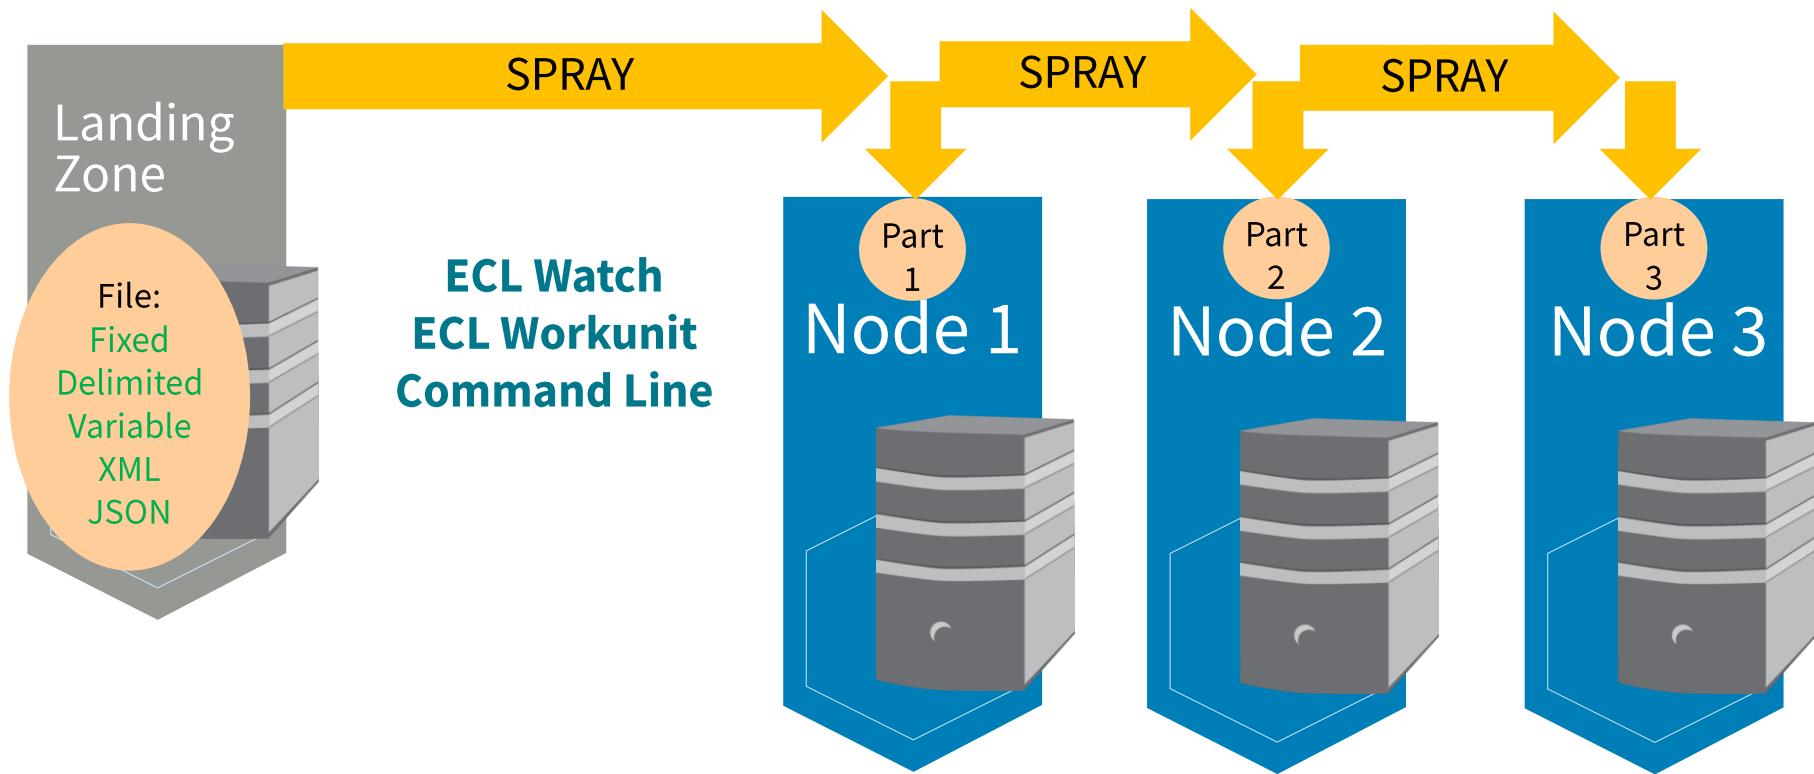 SPRAY
SPRAY
SPRAY
Landing
Zone
File:
Fixed
Delimited
Variable
XML
JSON
ECL Watch
ECL Workunit
Command Line
Part
1
Node 1
Part
2
Node 2
Part
3
Node 3